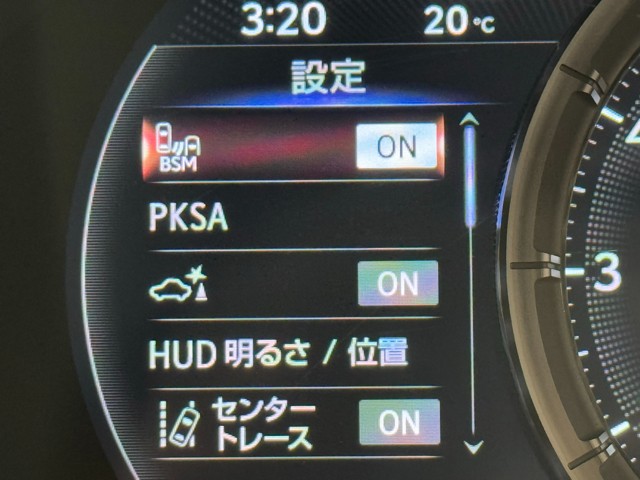 3:20 20℃
設定
BSM ON
PKSA
ON
HUD 明るさ / 位置
センター
トレース ON
3